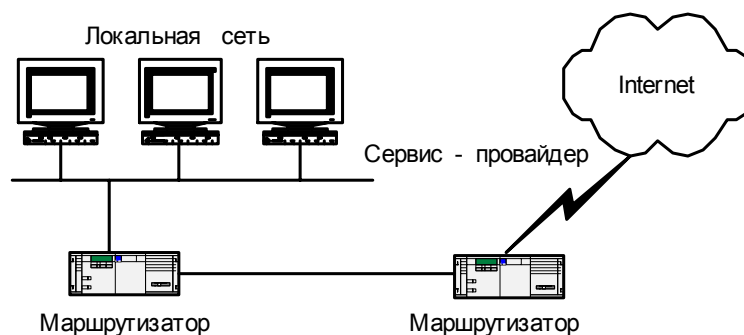 Локальная сеть
Internet
Сервис - провайдер
Маршрутизатор
Маршрутизатор